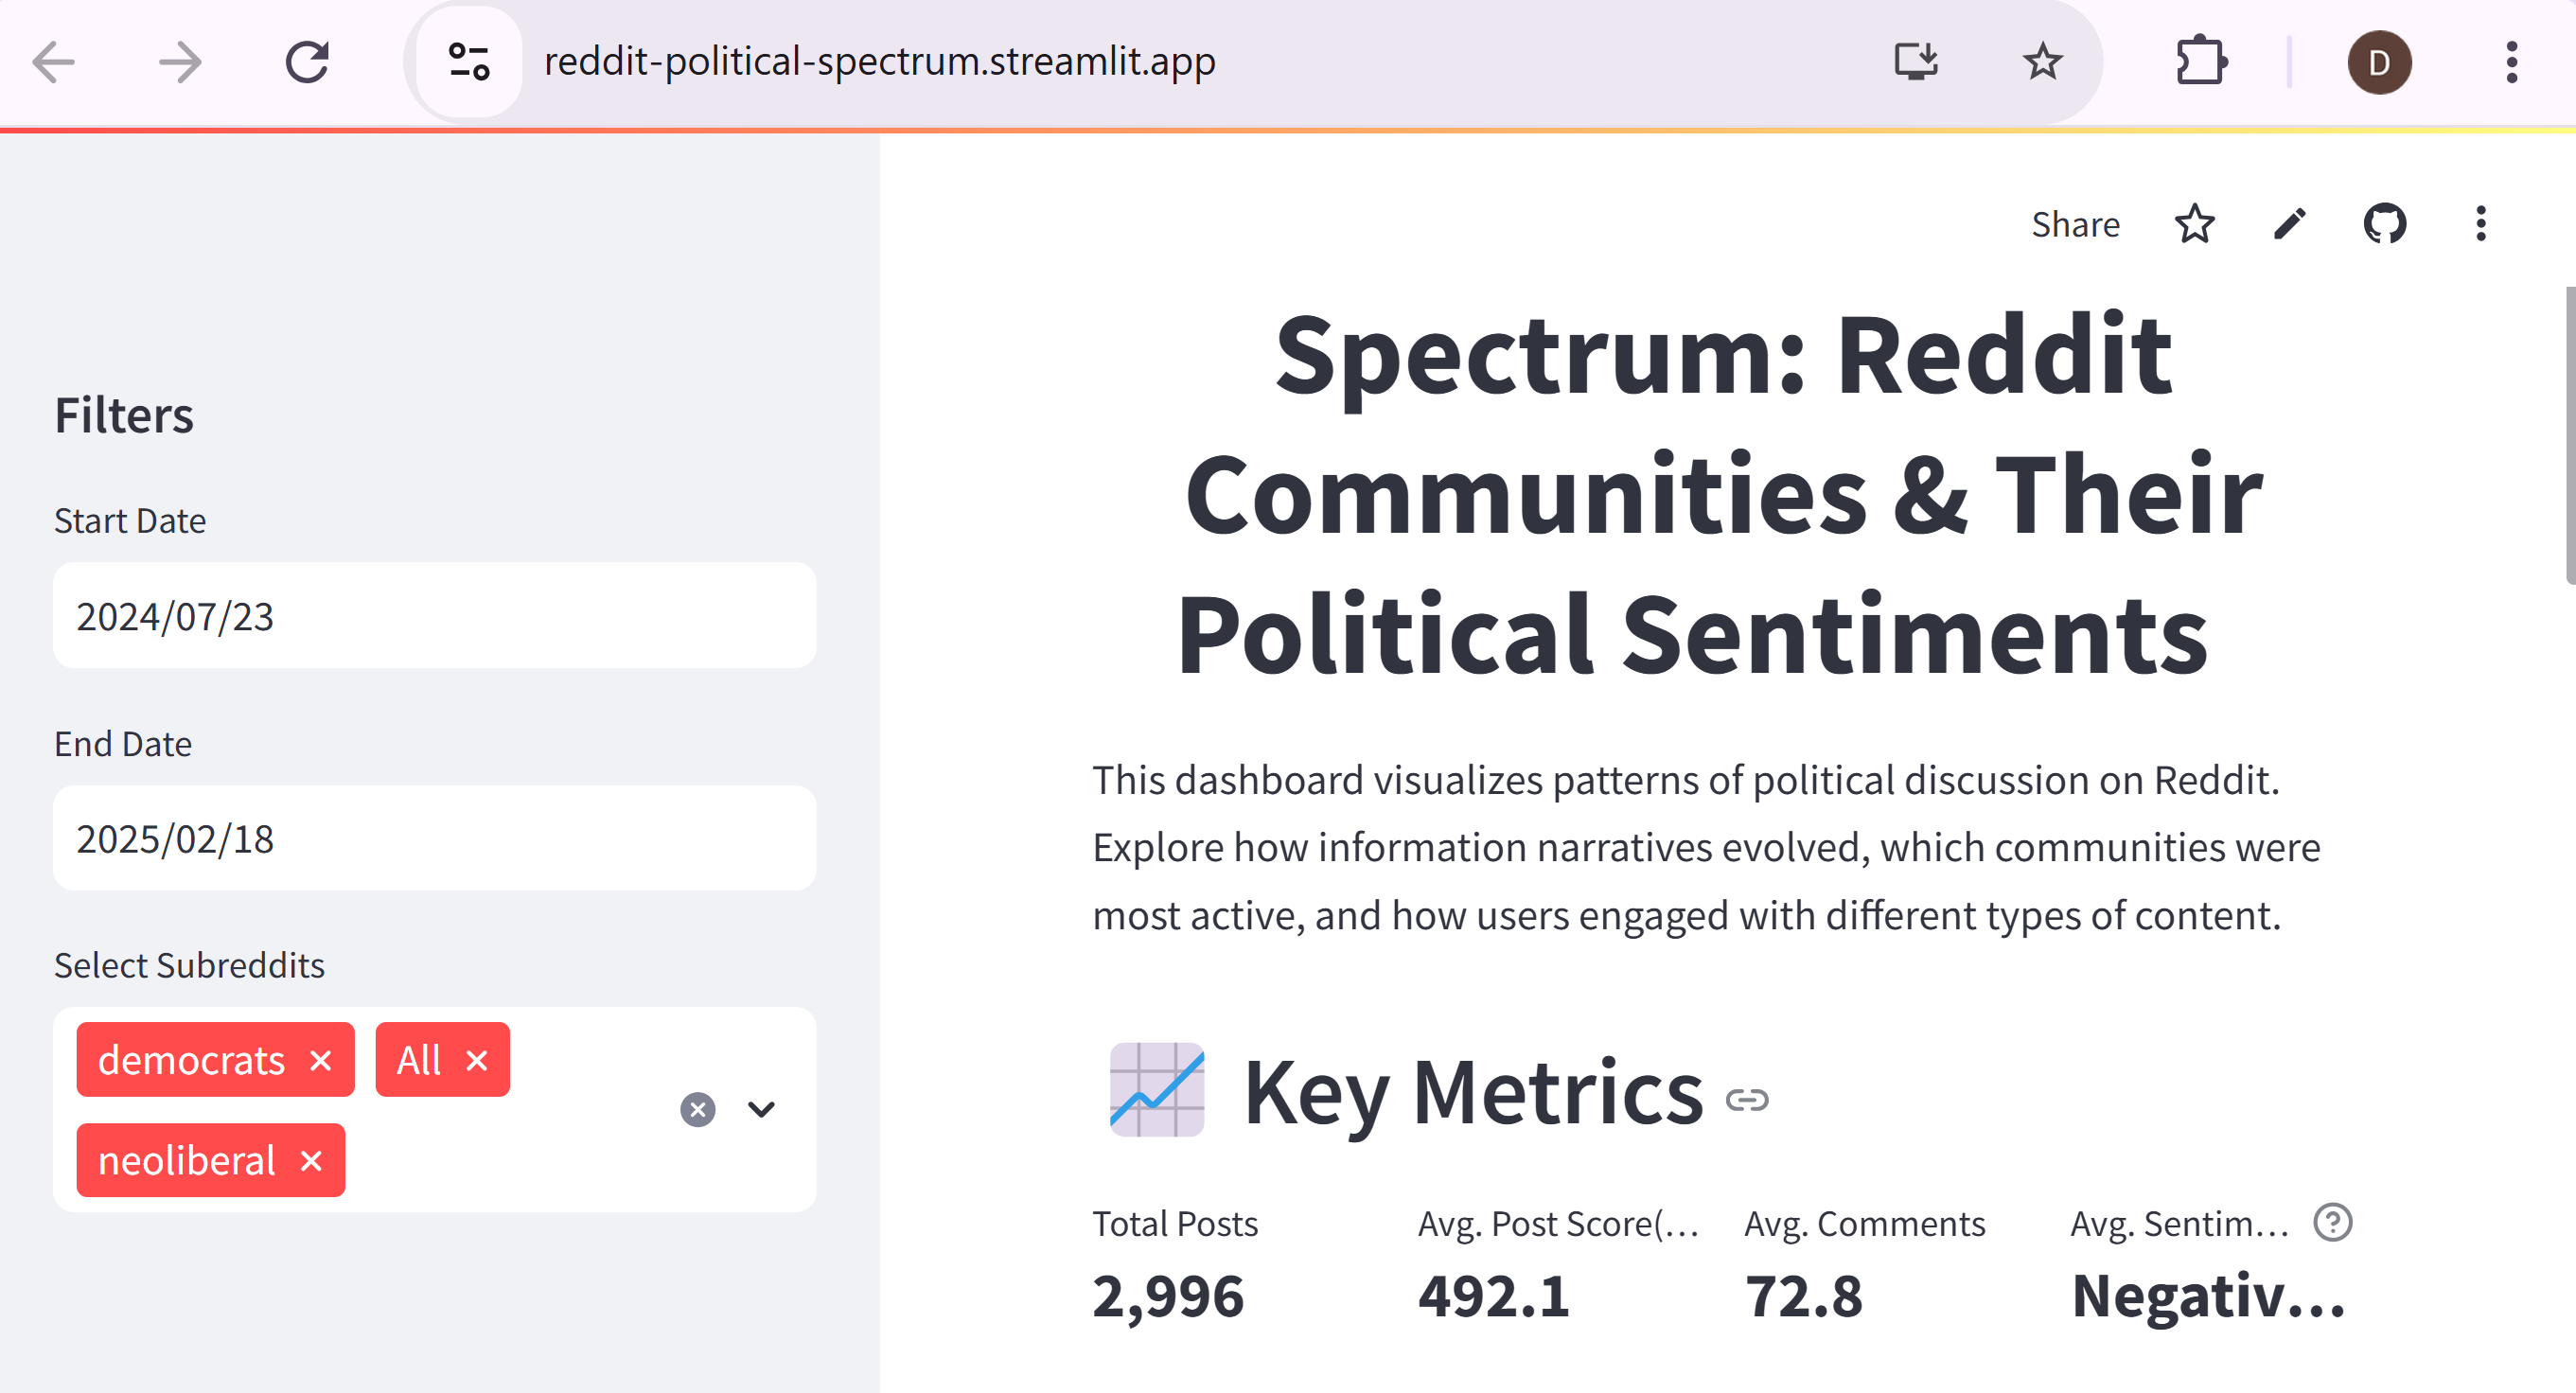 reddit-political-spectrum.streamlit.app
D
Share
Filters
Start Date
2024/07/23
End Date
2025/02/18
Select Subreddits
democrats
All
neoliberal
Spectrum: Reddit
Communities & Their
Political Sentiments
This dashboard visualizes patterns of political discussion on Reddit.
Explore how information narratives evolved, which communities were
most active, and how users engaged with different types of content.
Key Metrics
Total Posts
2,996
Avg. Post Score(...
492.1
Avg. Comments
72.8
Avg. Sentim...
Negativ...